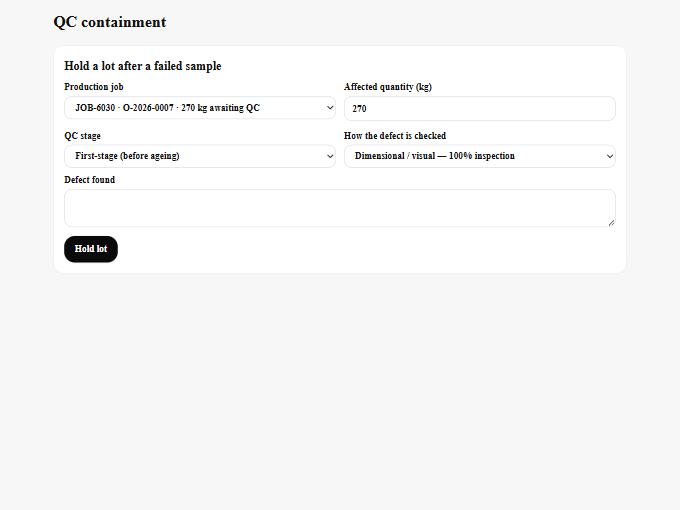 QC containment
Hold a lot after a failed sample
Production job
Affected quantity (kg)
JOB-6030 · O-2026-0007 · 270 kg awaiting QC
270
QC stage
How the defect is checked
First-stage (before ageing)
Dimensional / visual — 100% inspection
Defect found
Hold lot